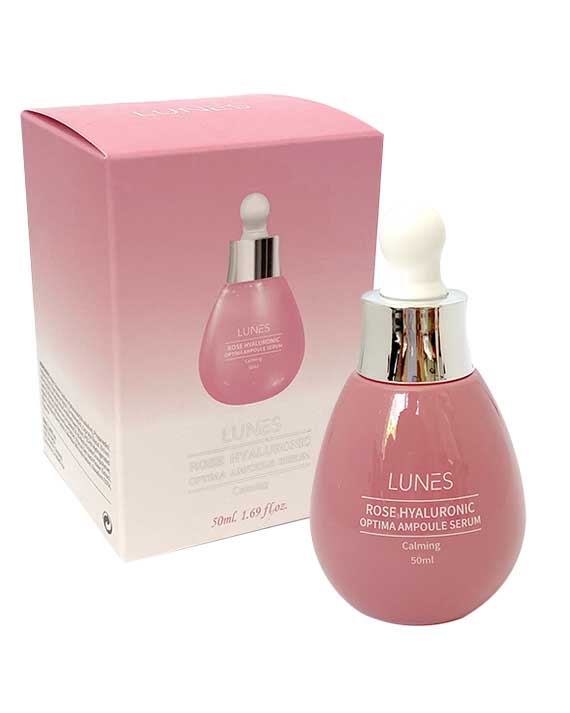 LUNES
LUNES
ROSE HYALURONIC
OPTIMA AMPOULE SERUM
Calming
50ml
LUNES
ROSE HYALURONIC
OPTIMA AMPOULE SERUM
Calming
50ml. 1.69 fl.oz.
LUNES
ROSE HYALURONIC
OPTIMA AMPOULE SERUM
Calming
50ml